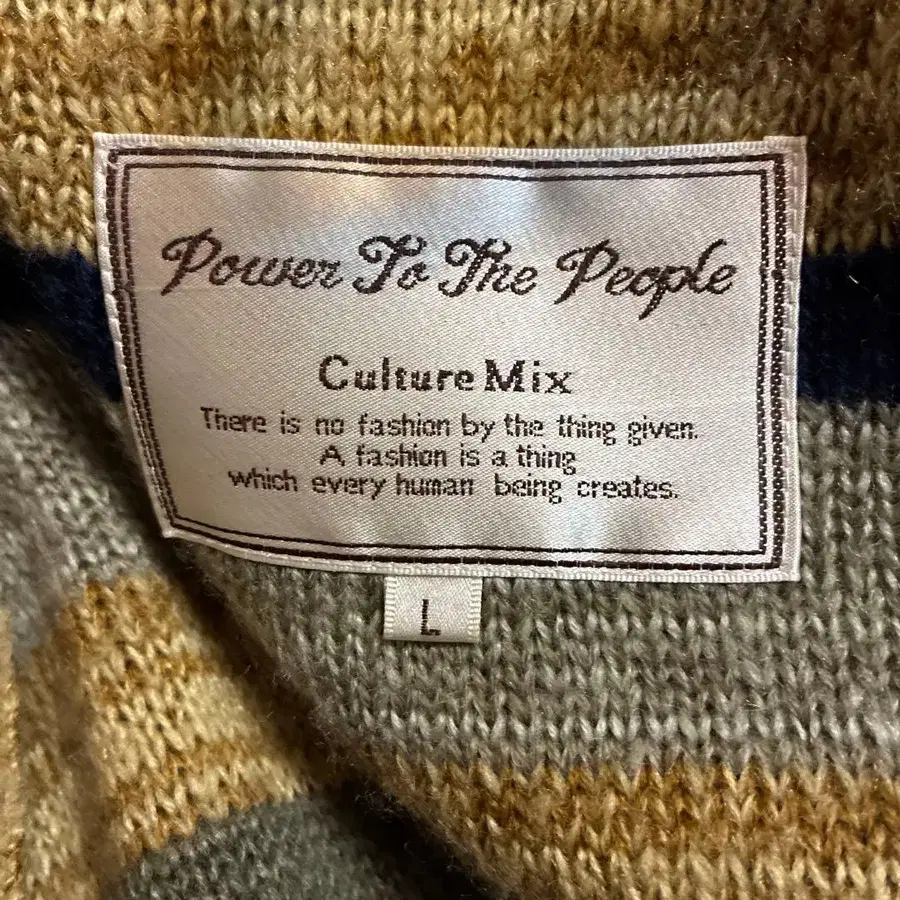 Power To The People
Culture Mix
There is no fashion by the thing given.
A fashion is a thing
which every human being creates.
L